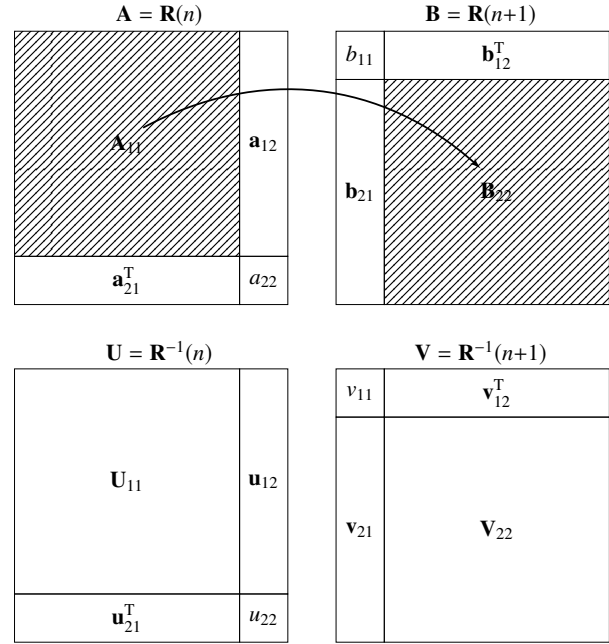 A = R(n) B = R(n+1)
b₁₁ b₁₂ᵀ
A₁₁ a₁₂ b₂₁ B₂₂
a₂₁ᵀ a₂₂
U = R⁻¹(n) V = R⁻¹(n+1)
v₁₁ v₁₂ᵀ
U₁₁ u₁₂ v₂₁ V₂₂
u₂₁ᵀ u₂₂